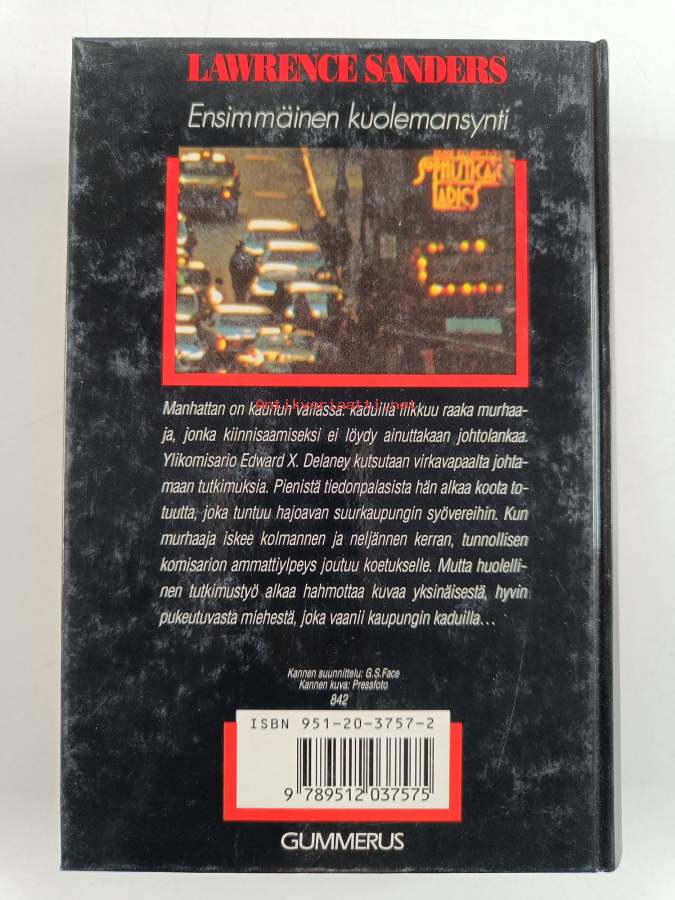 LAWRENCE SANDERS
Ensimmäinen kuolemansynti
SOPHISTICATED
LADIES
Antikvariaatti.net
Manhattan on kauhun vallassa: kaduilla liikkuu raaka murhaa-
ja, jonka kiinnisaamiseksi ei löydy ainuttakaan johtolankaa.
Ylikomisario Edward X. Delaney kutsutaan virkavapaalta johta-
maan tutkimuksia. Pienistä tiedonpalasista hän alkaa koota to-
tuutta, joka tuntuu hajoavan suurkaupungin syövereihin. Kun
murhaaja iskee kolmannen ja neljännen kerran, tunnollisen
komisarion ammattiylpeys joutuu koetukselle. Mutta huolelli-
nen tutkimustyö alkaa hahmottaa kuvaa yksinäisestä, hyvin
pukeutuvasta miehestä, joka vaanii kaupungin kaduilla...
Kannen suunnittelu: G.S.Face
Kannen kuva: Pressfoto
842
ISBN 951-20-3757-2
9 789512 037575
GUMMERUS